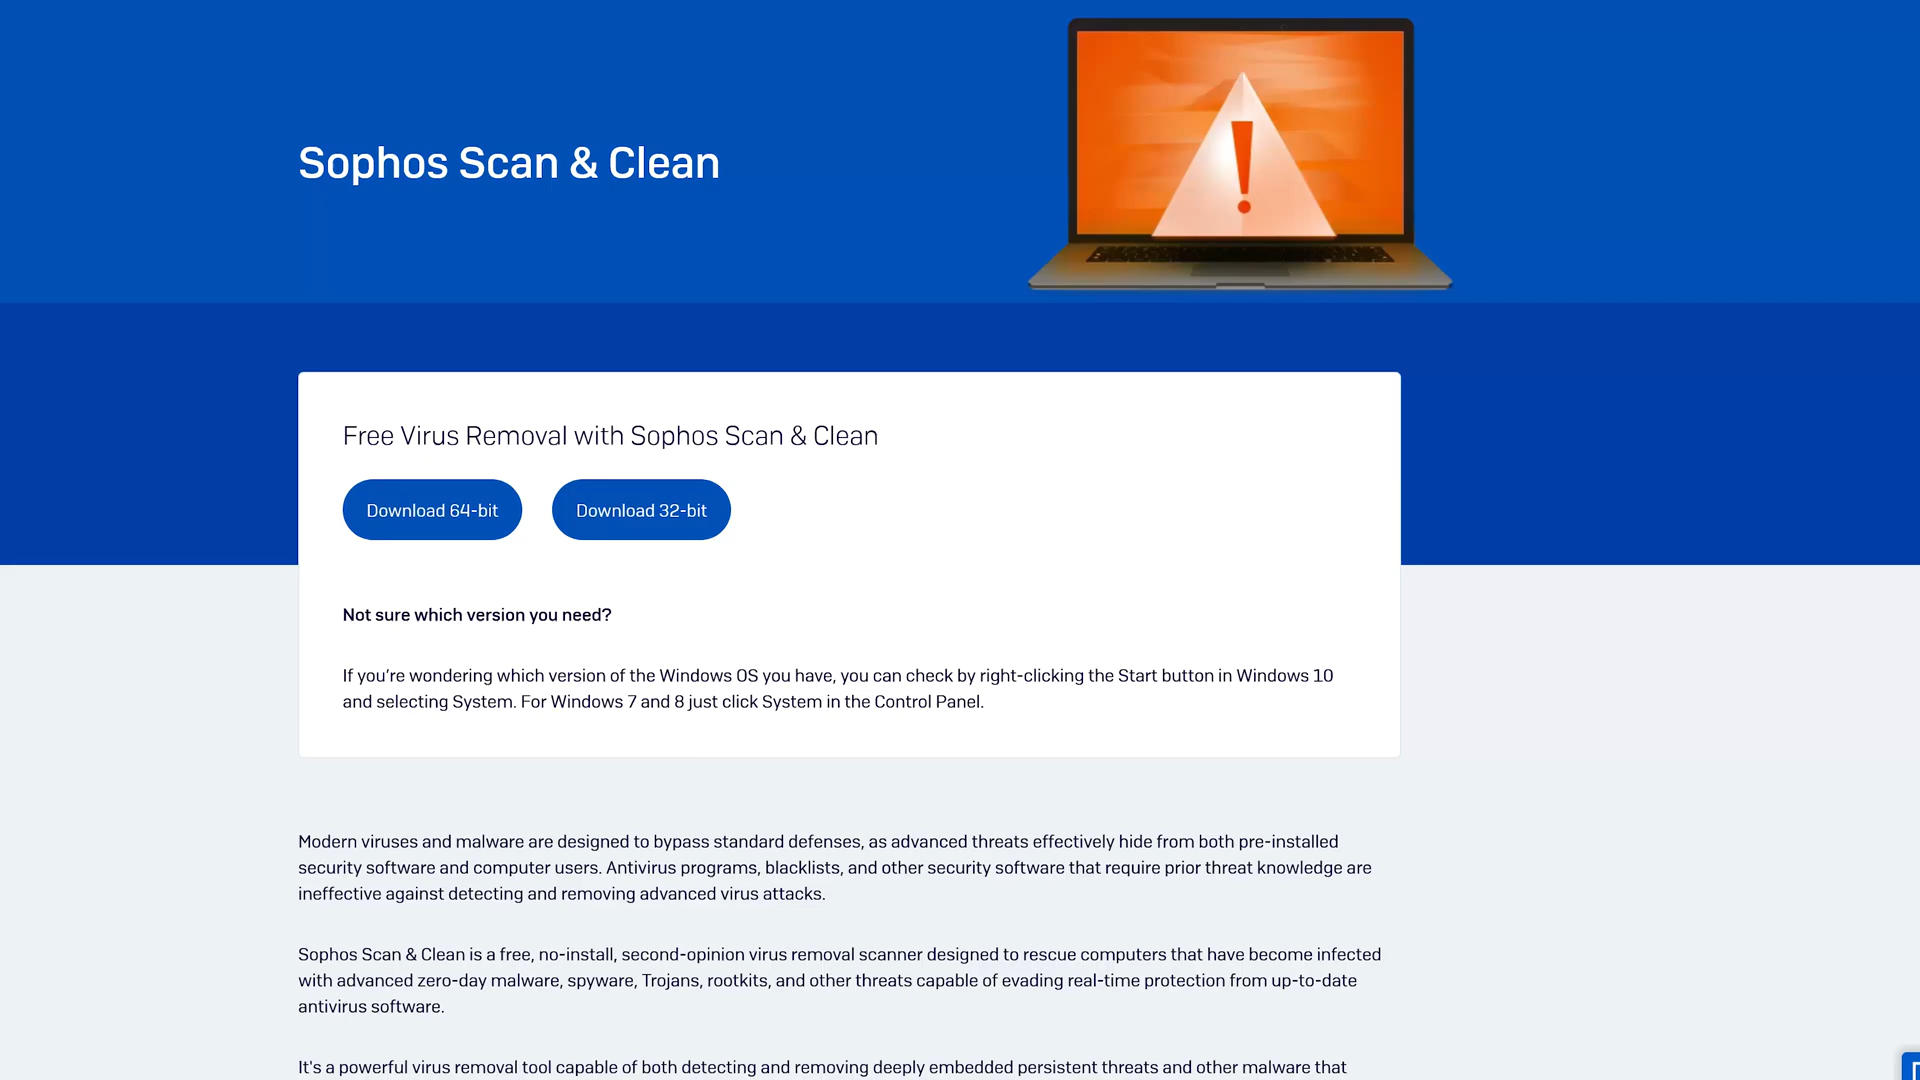 Sophos Scan & Clean
Free Virus Removal with Sophos Scan & Clean
Download 64-bit
Download 32-bit
Not sure which version you need?
If you’re wondering which version of the Windows OS you have, you can check by right-clicking the Start button in Windows 10
and selecting System. For Windows 7 and 8 just click System in the Control Panel.
Modern viruses and malware are designed to bypass standard defenses, as advanced threats effectively hide from both pre-installed
security software and computer users. Antivirus programs, blacklists, and other security software that require prior threat knowledge are
ineffective against detecting and removing advanced virus attacks.
Sophos Scan & Clean is a free, no-install, second-opinion virus removal scanner designed to rescue computers that have become infected
with advanced zero-day malware, spyware, Trojans, rootkits, and other threats capable of evading real-time protection from up-to-date
antivirus software.
It's a powerful virus removal tool capable of both detecting and removing deeply embedded persistent threats and other malware that